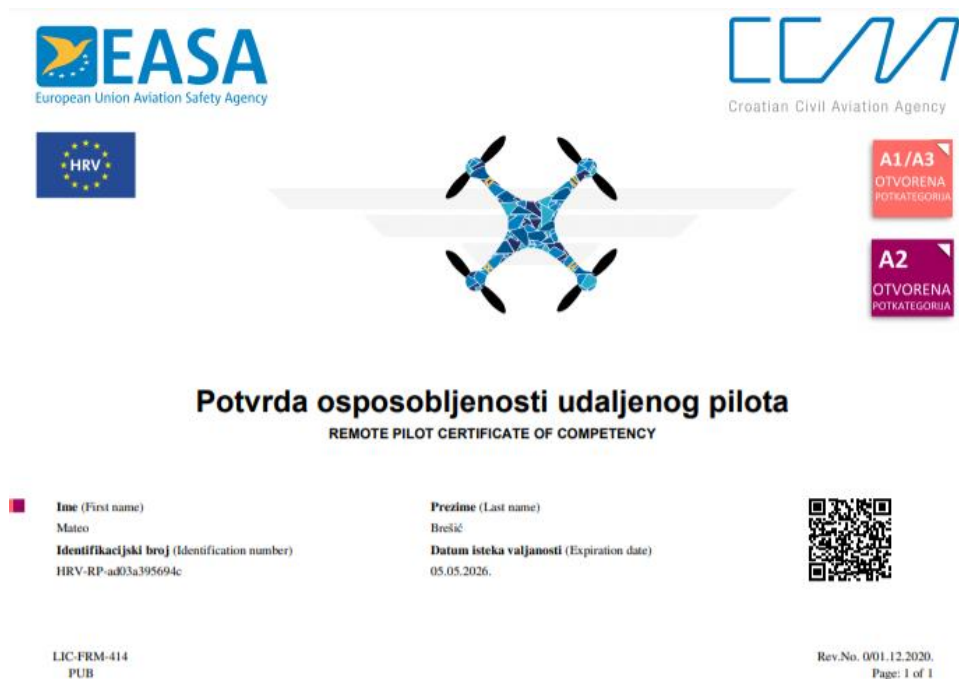 EASA
European Union Aviation Safety Agency
CCAA
Croatian Civil Aviation Agency
HRV
A1/A3
OTVORENA
POTKATEGORIJA
A2
OTVORENA
POTKATEGORIJA
Potvrda osposobljenosti udaljenog pilota
REMOTE PILOT CERTIFICATE OF COMPETENCY
Ime (First name)
Mateo
Identifikacijski broj (Identification number)
HRV-RP-ad03a395694c
Prezime (Last name)
Brešić
Datum isteka valjanosti (Expiration date)
05.05.2026.
LIC-FRM-414
PUB
Rev.No. 0/01.12.2020.
Page: 1 of 1